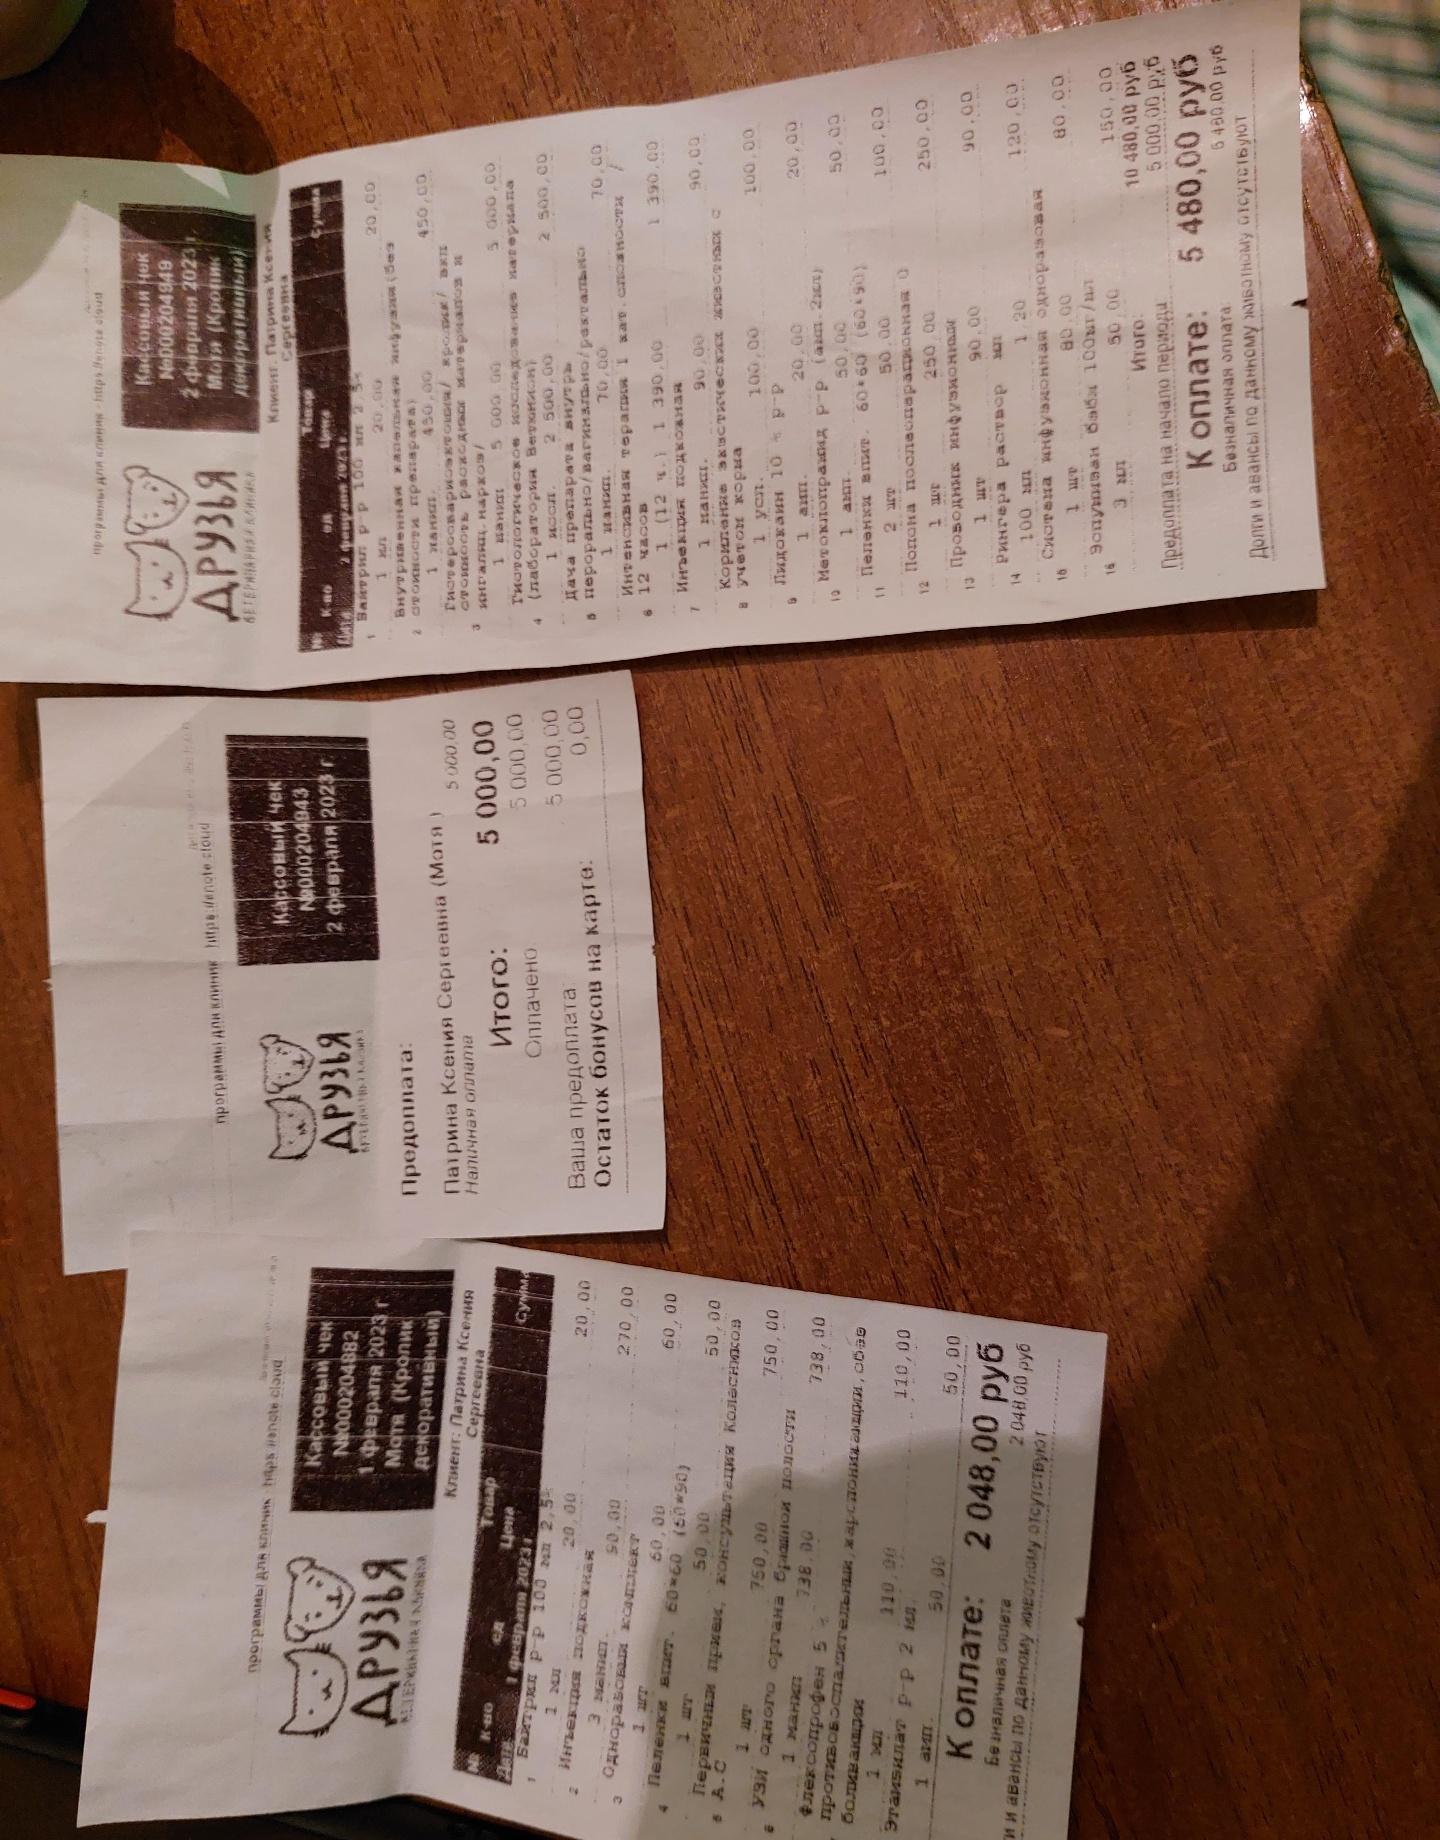 программы для клиник https://enote.cloud
ДРУЗЬЯ
ВЕТЕРИНАРНАЯ КЛИНИКА
Кассовый чек
№0000204882
1 февраля 2023 г.
Мотя (Кролик
декоративный)
Клиент: Патрина Ксения
Сергеевна
№ Товар
К-во ед Цена Сумма
Дата: 1 февраля 2023 г.
1 Байтрил р-р 100 мл 2,5%
1 мл 20,00 20,00
2 Инъекция подкожная
3 манип. 90,00 270,00
3 Одноразовый комплект
1 шт 60,00 60,00
4 Пеленки впит. 60*60 (60*90)
1 шт 50,00 50,00
Первичный прием, консультация Колесников
5 А.С
1 шт 750,00 750,00
6 УЗИ одного органа брюшной полости
1 манип 738,00 738,00
Флексопрофен 5 %
противовоспалительный, жаропонижающий, обез
боливающий
1 мл 110,00 110,00
Этамзилат р-р 2 мл.
1 амп. 50,00 50,00
К оплате: 2 048,00 руб
Безналичная оплата 2 048,00 руб
и авансы по данному животному отсутствуют
программы для клиник https://enote.cloud
ДРУЗЬЯ
ВЕТЕРИНАРНАЯ КЛИНИКА
Кассовый чек
№0000204943
2 февраля 2023 г.
Предоплата:
Патрина Ксения Сергеевна (Мотя ) 5 000,00
Наличная оплата
Итого: 5 000,00
Оплачено 5 000,00
Ваша предоплата: 5 000,00
Остаток бонусов на карте: 0,00
программы для клиник https://enote.cloud
ДРУЗЬЯ
ВЕТЕРИНАРНАЯ КЛИНИКА
Кассовый чек
№0000204949
2 февраля 2023 г.
Мотя (Кролик
декоративный)
Клиент: Патрина Ксения
Сергеевна
№ Товар
К-во ед Цена Сумма
Дата: 2 февраля 2023 г.
1 Байтрил р-р 100 мл 2,5%
1 мл 20,00 20,00
Внутривенная капельная инфузия (без
2 стоимости препарата)
1 манип. 450,00 450,00
Гистероовариоэктомия/ кролик/ вкл
стоимость расходных материалов и
3 ингаляц.наркоз/
1 манип 5 000,00 5 000,00
Гистологическое исследование материала
4 (лаборатория Ветюнион)
1 иссл. 2 500,00 2 500,00
Дача препарата внутрь
5 перорально/вагинально/ректально
1 манип. 70,00 70,00
Интенсивная терапия 1 кат сложности /
6 12 часов
1 (12 ч.) 1 390,00 1 390,00
7 Инъекция подкожная
1 манип. 90,00 90,00
Кормление экзотических животных с
8 учетом корма
1 усл. 100,00 100,00
9 Лидокаин 10 % р-р
1 амп. 20,00 20,00
10 Метоклопрамид р-р (амп. 2мл)
1 амп. 50,00 50,00
11 Пеленки впит. 60*60 (60*90)
2 шт 50,00 100,00
12 Попона послеоперационная 0
1 шт 250,00 250,00
13 Проводник инфузионный
1 шт 90,00 90,00
14 Рингера раствор мл
100 мл 1,20 120,00
15 Система инфузионная одноразовая
1 шт 80,00 80,00
16 Эспумизан бэби 100мг/мл
3 мл 50,00 150,00
Итого: 10 480,00 руб
Предоплата на начало периода: 5 000,00 руб
К оплате: 5 480,00 руб
Безналичная оплата: 5 480,00 руб
Долги и авансы по данному животному отсутствуют